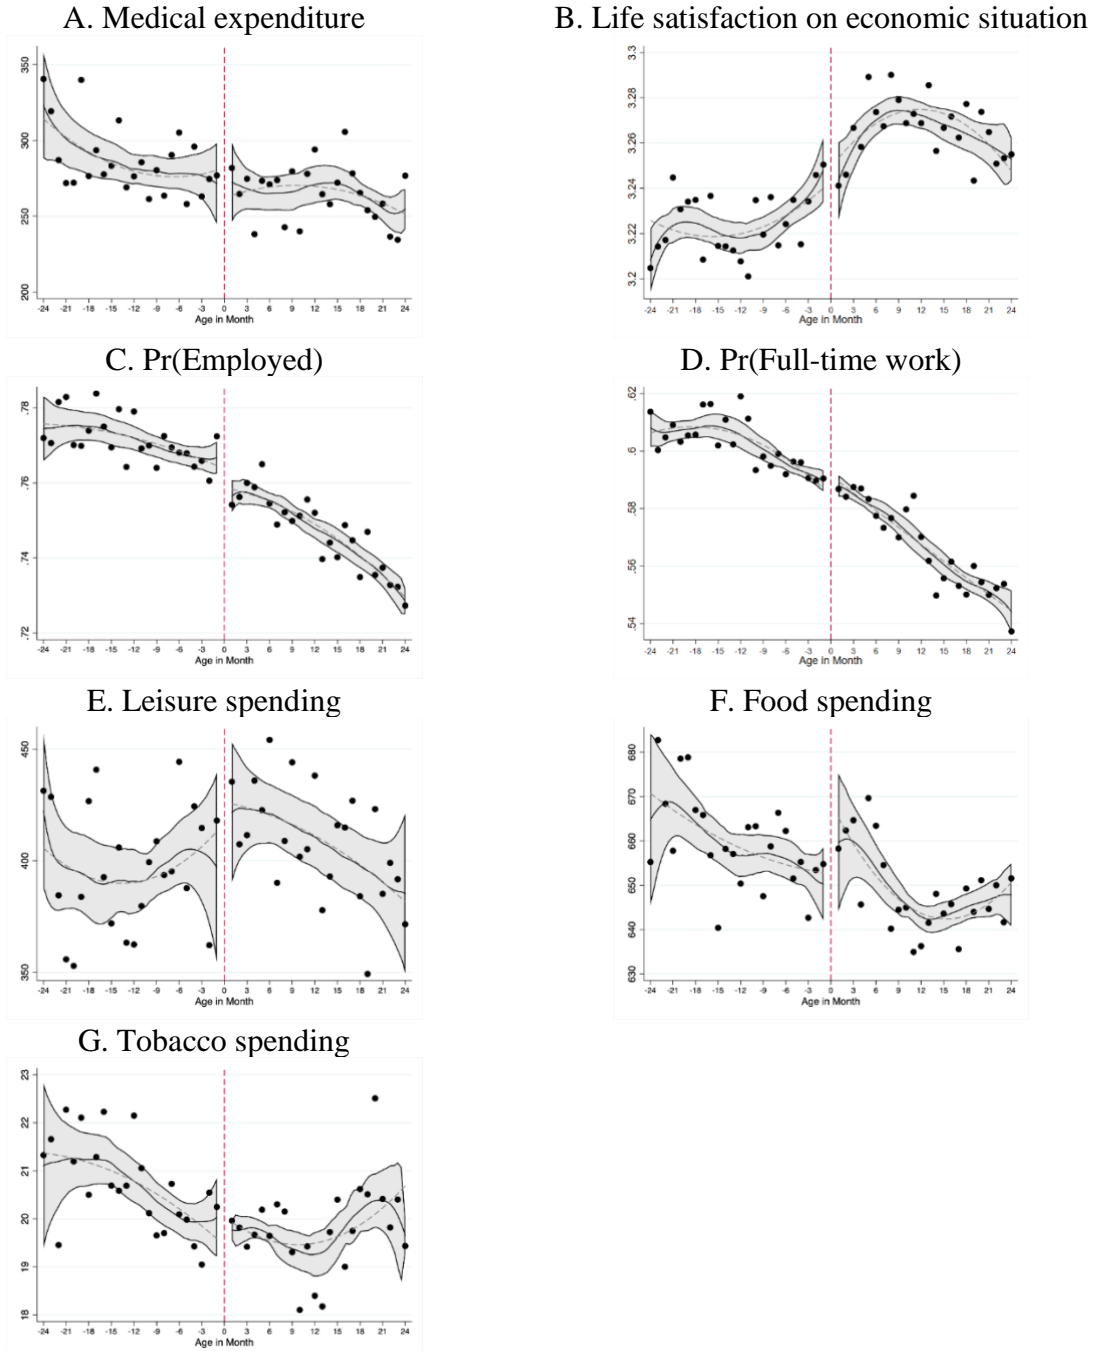 A. Medical expenditure
350
300
250
200
-24 -21 -18 -15 -12 -9 -6 -3 0 3 6 9 12 15 18 21 24
Age in Month
B. Life satisfaction on economic situation
3.3
3.28
3.26
3.24
3.22
3.2
-24 -21 -18 -15 -12 -9 -6 -3 0 3 6 9 12 15 18 21 24
Age in Month
C. Pr(Employed)
.78
.76
.74
.72
-24 -21 -18 -15 -12 -9 -6 -3 0 3 6 9 12 15 18 21 24
Age in Month
D. Pr(Full-time work)
.62
.6
.58
.56
.54
-24 -21 -18 -15 -12 -9 -6 -3 0 3 6 9 12 15 18 21 24
Age in Month
E. Leisure spending
450
400
350
-24 -21 -18 -15 -12 -9 -6 -3 0 3 6 9 12 15 18 21 24
Age in Month
F. Food spending
680
670
660
650
640
630
-24 -21 -18 -15 -12 -9 -6 -3 0 3 6 9 12 15 18 21 24
Age in Month
G. Tobacco spending
23
22
21
20
19
18
-24 -21 -18 -15 -12 -9 -6 -3 0 3 6 9 12 15 18 21 24
Age in Month